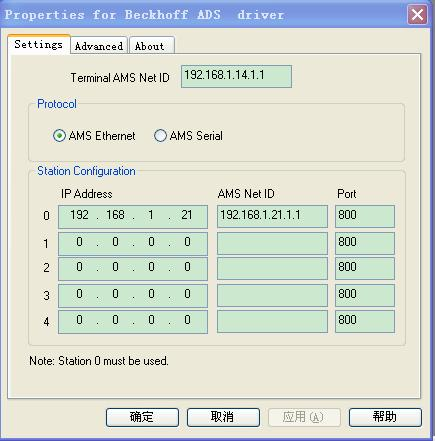 Properties for Beckhoff ADS driver
Settings Advanced About
Terminal AMS Net ID 192.168.1.14.1.1
Protocol
AMS Ethernet AMS Serial
Station Configuration
IP Address AMS Net ID Port
0 192 . 168 . 1 . 21 192.168.1.21.1.1 800
1 0 . 0 . 0 . 0 800
2 0 . 0 . 0 . 0 800
3 0 . 0 . 0 . 0 800
4 0 . 0 . 0 . 0 800
Note: Station 0 must be used.
确定 取消 应用(A) 帮助